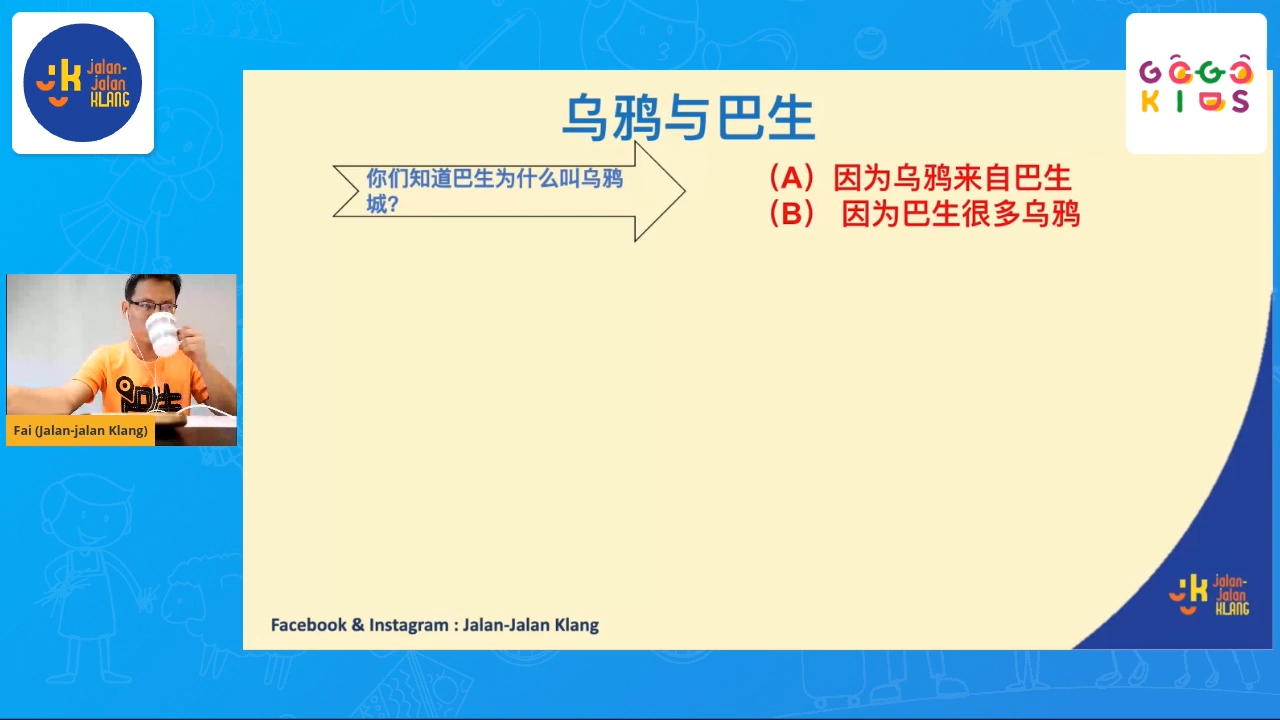 jalan-
jalan
KLANG
GOGO
KIDS
乌鸦与巴生
你们知道巴生为什么叫乌鸦
城？
（A）因为乌鸦来自巴生
（B） 因为巴生很多乌鸦
巴生
Fai (Jalan-jalan Klang)
Facebook & Instagram : Jalan-Jalan Klang
jalan-
jalan
KLANG